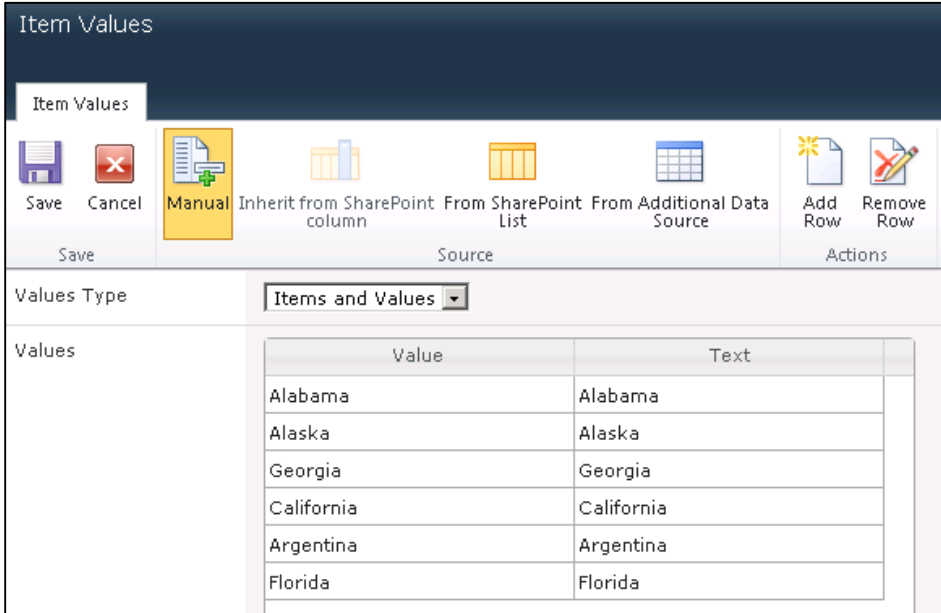 Item Values
Item Values
Save Cancel Manual Inherit from SharePoint column From SharePoint List From Additional Data Source Add Row Remove Row
Save Source Actions
Values Type Items and Values
Values Value Text
Alabama Alabama
Alaska Alaska
Georgia Georgia
California California
Argentina Argentina
Florida Florida